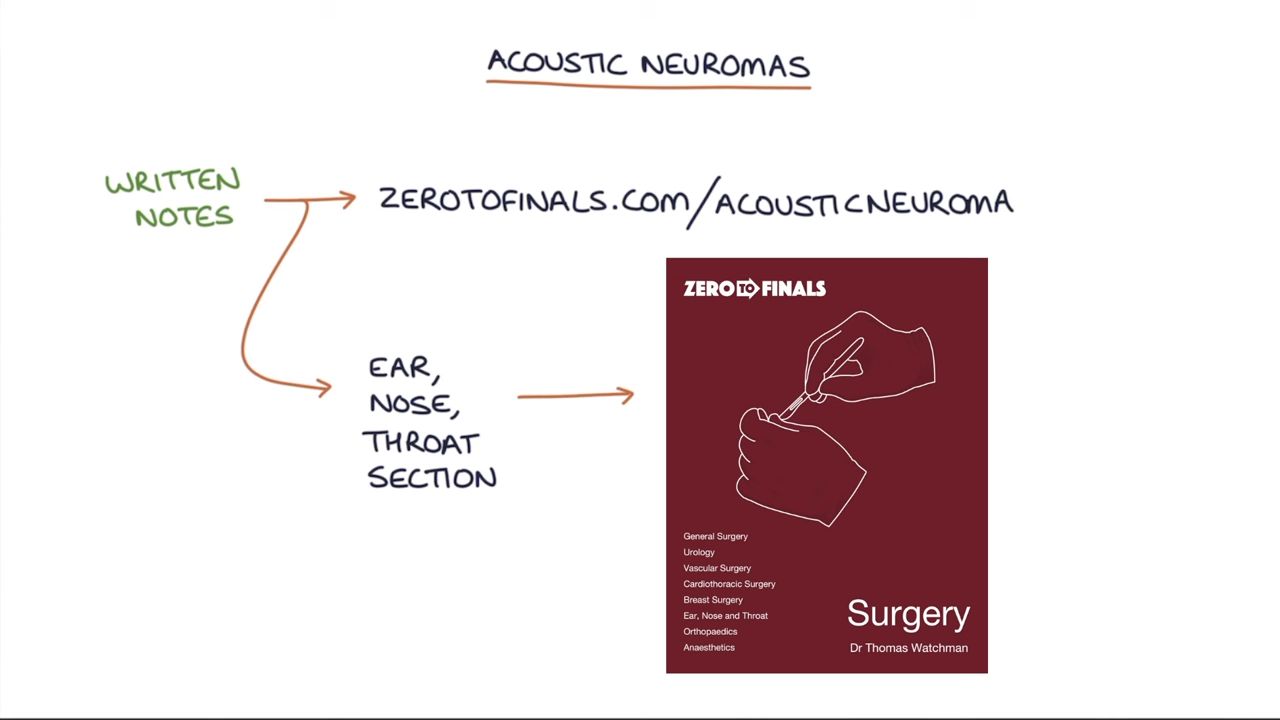 ACOUSTIC NEUROMAS
WRITTEN
NOTES
ZEROTOFINALS.COM/ACOUSTICNEUROMA
EAR,
NOSE,
THROAT
SECTION
ZERO TO FINALS
General Surgery
Urology
Vascular Surgery
Cardiothoracic Surgery
Breast Surgery
Ear, Nose and Throat
Orthopaedics
Anaesthetics
Surgery
Dr Thomas Watchman